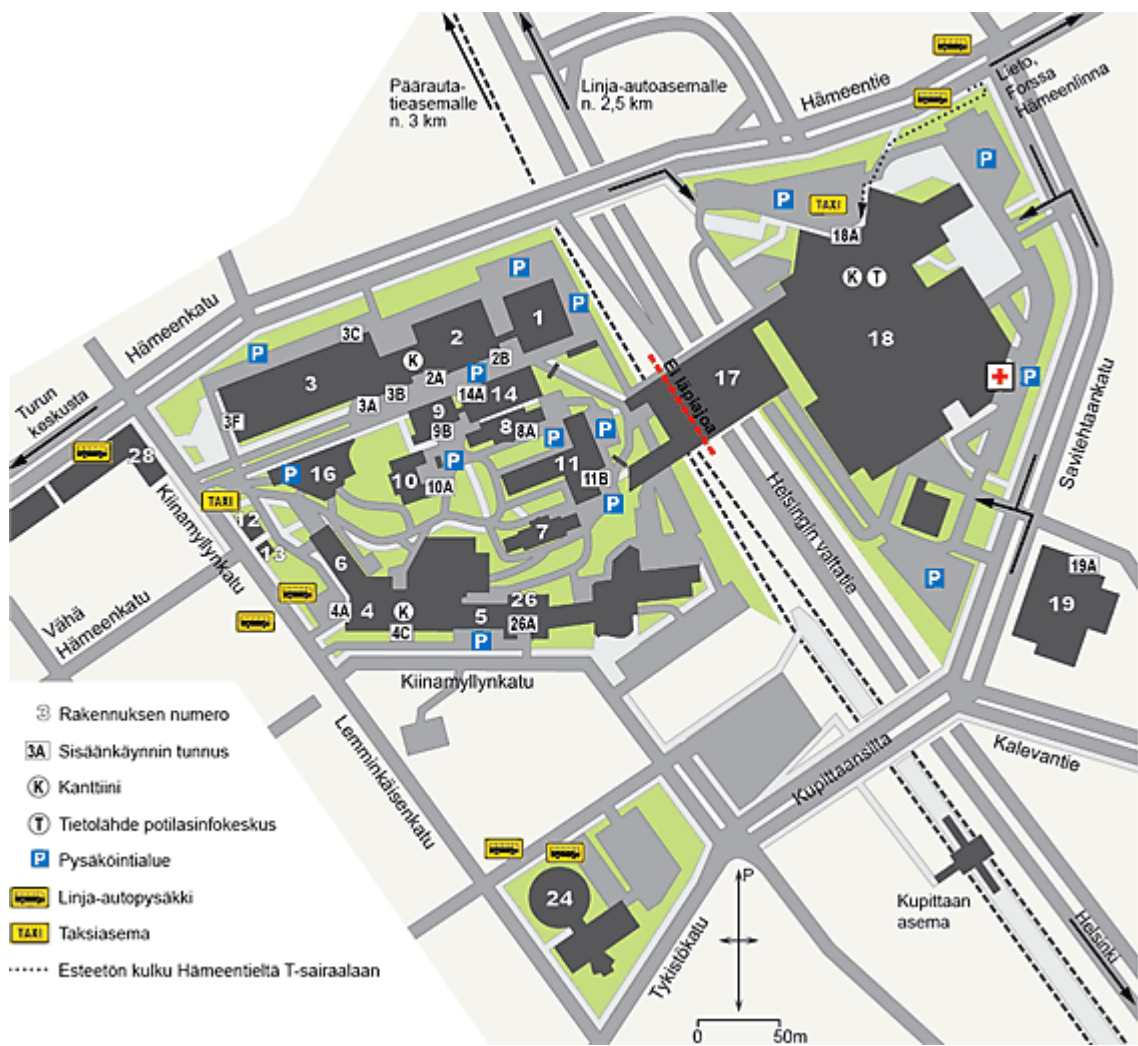 Päärauta-
tieasemalle
n. 3 km
Linja-autoasemalle
n. 2,5 km
Hämeentie
Lieto,
Forssa
Hämeenlinna
P
P
TAXI
18A
K T
18
P
Savitehtaankatu
Hämeenkatu
Turun
keskusta
P
P
P
1
2
3C
K
2B
2A
P
3
3B
3A
14A
14
3F
9
9B
8
8A
P
P
17
Ei läpiajoa
28
16
P
10
10A
P
11
11B
P
TAXI
12
13
Kiinamyllynkatu
7
6
Helsingin valtatie
P
19A
19
4A
4
K
4C
5
26
26A
P
Vähä
Hämeenkatu
Kiinamyllynkatu
Lemminkäisenkatu
Kupittaansilta
Kalevantie
3 Rakennuksen numero
3A Sisäänkäynnin tunnus
K Kanttiini
T Tietolähde potilasinfokeskus
P Pysäköintialue
Linja-autopysäkki
TAXI Taksiasema
Esteetön kulku Hämeentieltä T-sairaalaan
24
Tykistökatu
P
0 50m
Kupittaan
asema
Helsinki